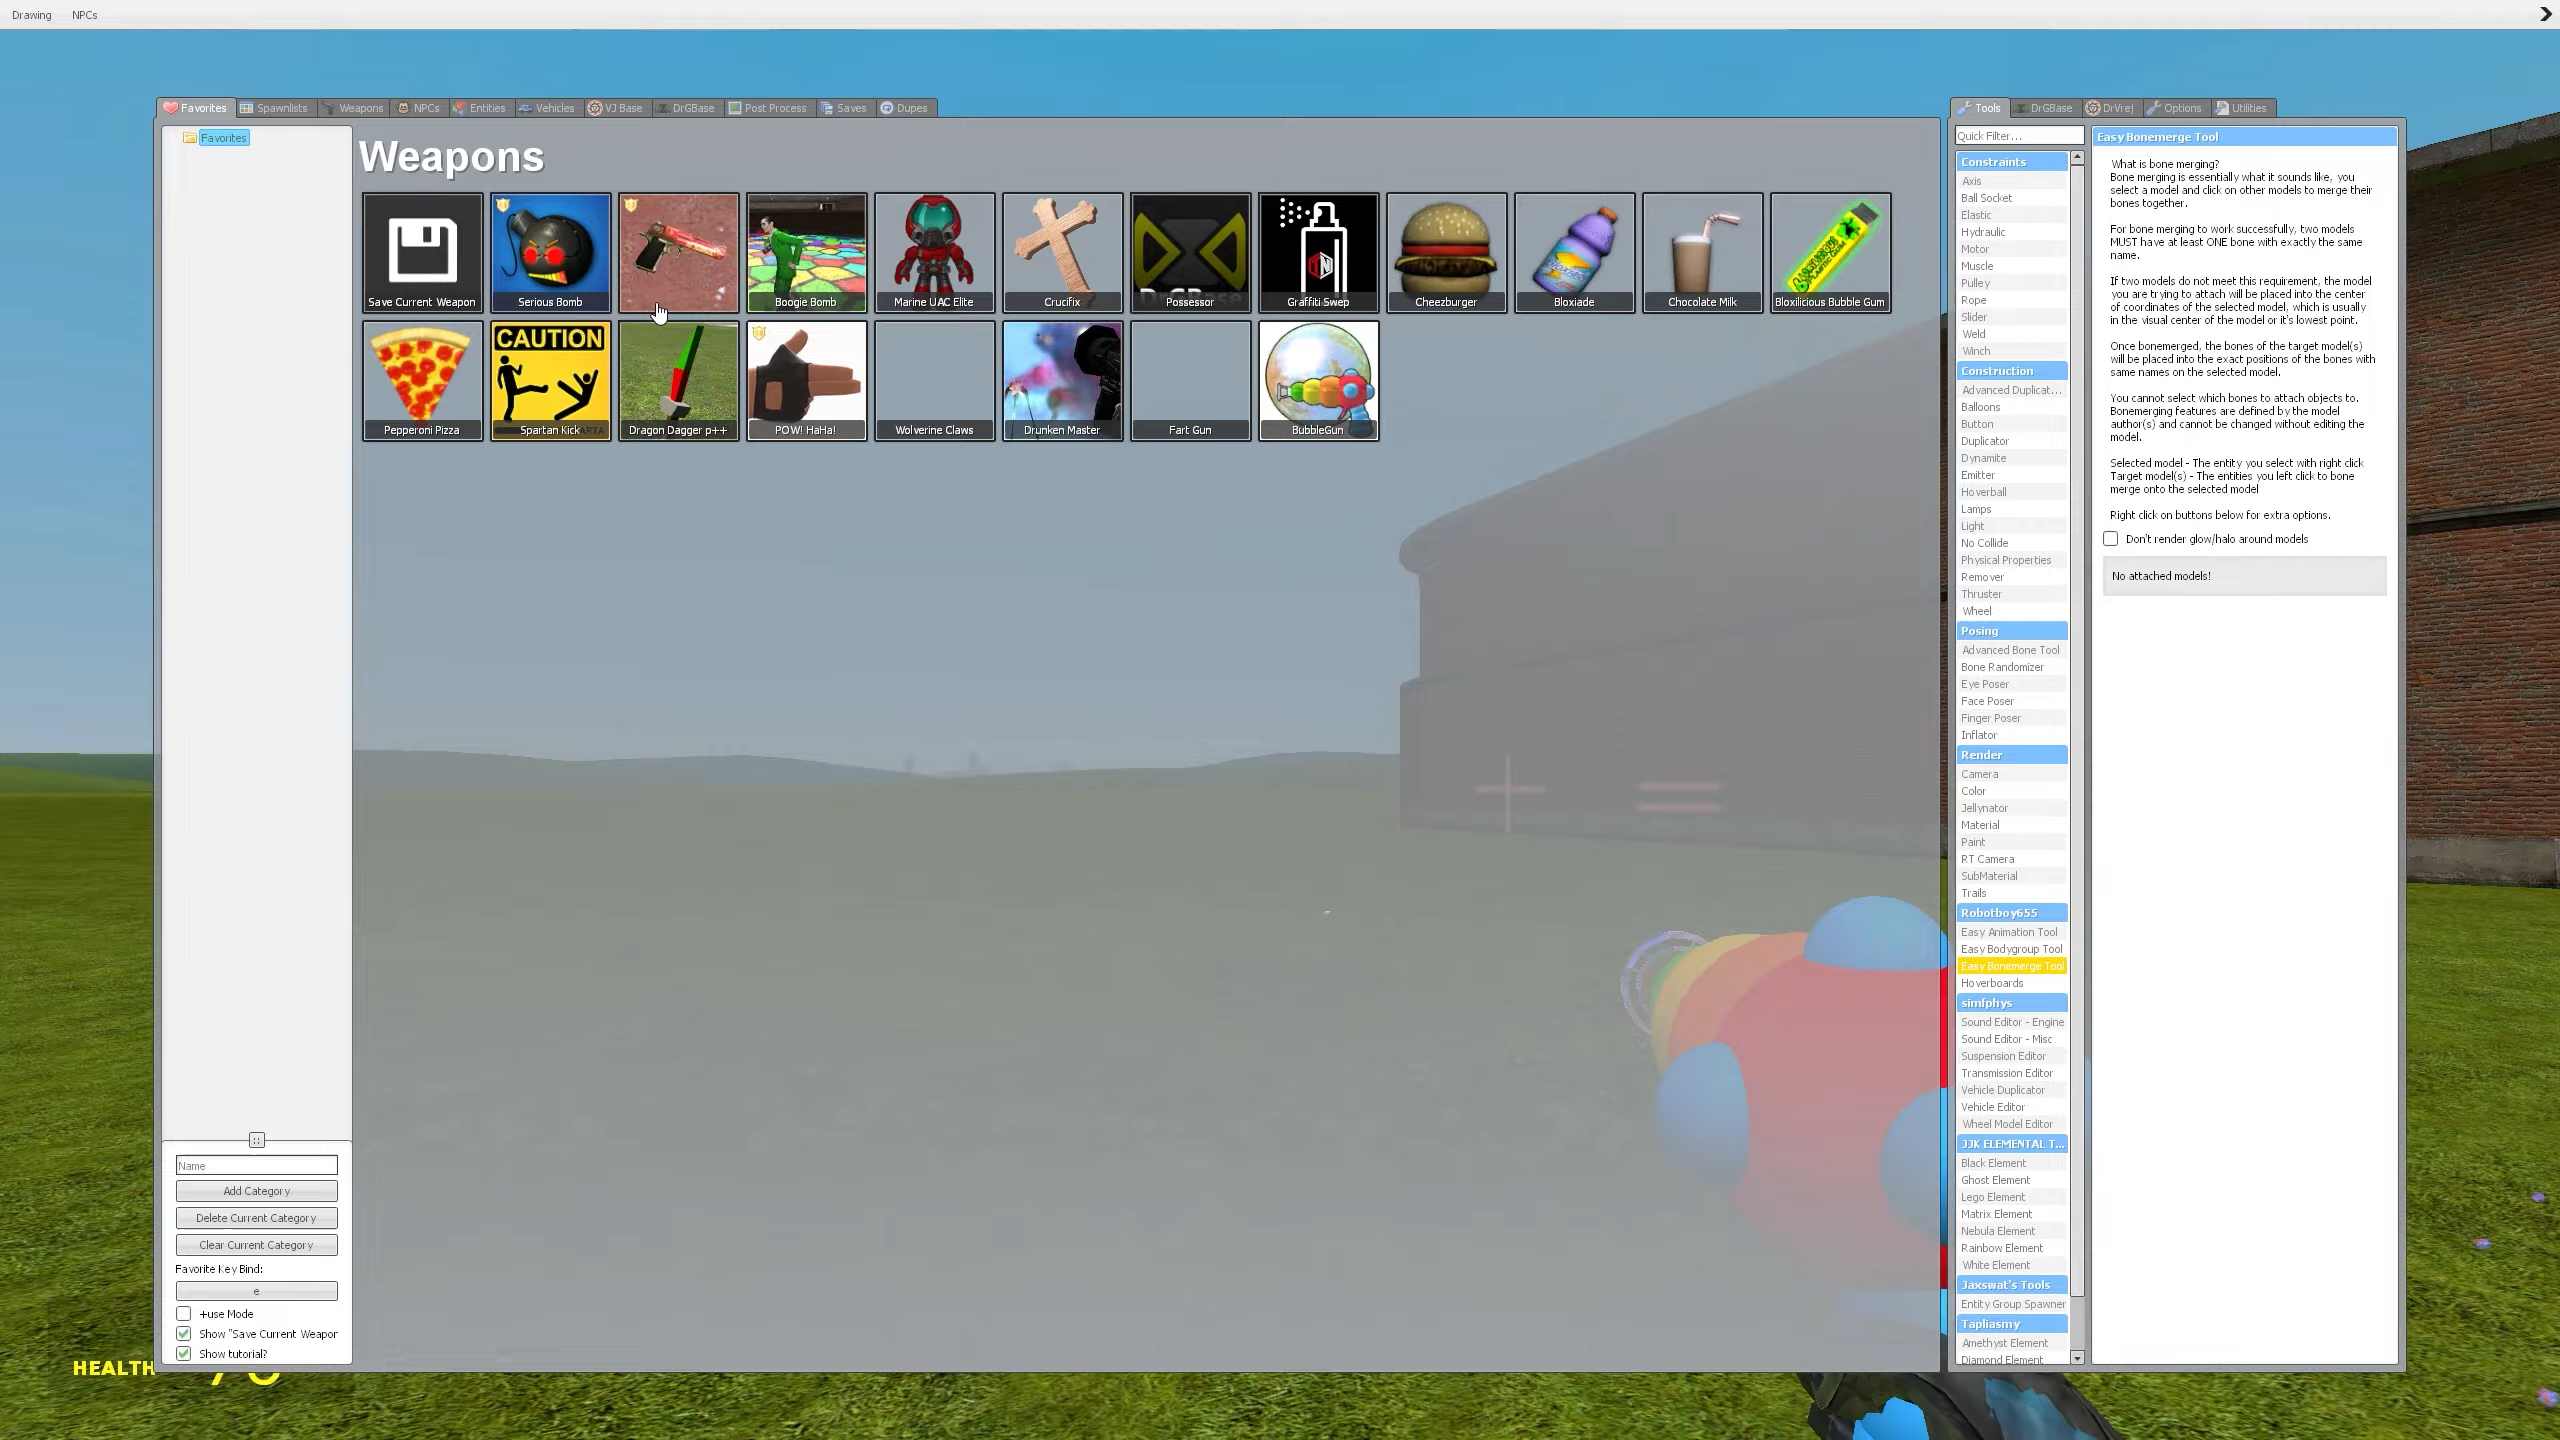 Drawing NPCs
Favorites Spawnlists Weapons NPCs Entities Vehicles VJ Base DrGBase Post Process Saves Dupes
Favorites
Weapons
Save Current Weapon Serious Bomb Boogie Bomb Marine UAC Elite Crucifix Possessor Graffiti Swep Cheezburger Bloxiade Chocolate Milk Bloxilicious Bubble Gum
CAUTION
Pepperoni Pizza Spartan Kick Dragon Dagger p++ POW! HaHa! Wolverine Claws Drunken Master Fart Gun BubbleGun
Name
Add Category
Delete Current Category
Clear Current Category
Favorite Key Bind:
e
+use Mode
Show "Save Current Weapon
Show tutorial?
HEALTH
Tools DrGBase DrVrej Options Utilities
Quick Filter...
Constraints
Axis
Ball Socket
Elastic
Hydraulic
Motor
Muscle
Pulley
Rope
Slider
Weld
Winch
Construction
Advanced Duplicat...
Balloons
Button
Duplicator
Dynamite
Emitter
Hoverball
Lamps
Light
No Collide
Physical Properties
Remover
Thruster
Wheel
Posing
Advanced Bone Tool
Bone Randomizer
Eye Poser
Face Poser
Finger Poser
Inflator
Render
Camera
Color
Jellynator
Material
Paint
RT Camera
SubMaterial
Trails
Robotboy655
Easy Animation Tool
Easy Bodygroup Tool
Easy Bonemerge Tool
Hoverboards
simfphys
Sound Editor - Engine
Sound Editor - Misc
Suspension Editor
Transmission Editor
Vehicle Duplicator
Vehicle Editor
Wheel Model Editor
JJK ELEMENTAL T...
Black Element
Ghost Element
Lego Element
Matrix Element
Nebula Element
Rainbow Element
White Element
Jaxswat's Tools
Entity Group Spawner
Tapliasmy
Amethyst Element
Diamond Element
Easy Bonemerge Tool
What is bone merging?
Bone merging is essentially what it sounds like, you
select a model and click on other models to merge their
bones together.
For bone merging to work successfully, two models
MUST have at least ONE bone with exactly the same
name.
If two models do not meet this requirement, the model
you are trying to attach will be placed into the center
of coordinates of the selected model, which is usually
in the visual center of the model or it's lowest point.
Once bonemerged, the bones of the target model(s)
will be placed into the exact positions of the bones with
same names on the selected model.
You cannot select which bones to attach objects to.
Bonemerging features are defined by the model
author(s) and cannot be changed without editing the
model.
Selected model - The entity you select with right click
Target model(s) - The entities you left click to bone
merge onto the selected model
Right click on buttons below for extra options.
Don't render glow/halo around models
No attached models!